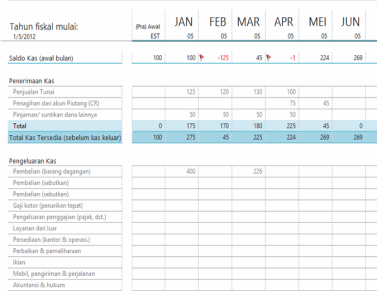 Tahun fiskal mulai: (Pra) Awal JAN FEB MAR APR MEI JUN
1/5/2012 EST 05 05 05 05 05 05
Saldo Kas (awal bulan) 100 100 -125 45 -1 224 269
Penerimaan Kas
Penjualan Tunai 125 120 130 100
Penagihan dari akun Piutang (CR) 75 45
Pinjaman/ suntikan dana lainnya 50 50 50 50
Total 0 175 170 180 225 45 0
Total Kas Tersedia (sebelum kas keluar) 100 275 45 225 224 269 269
Pengeluaran Kas
Pembelian (barang dagangan) 400 226
Pembelian (sebutkan)
Pembelian (sebutkan)
Gaji kotor (penarikan tepat)
Pengeluaran penggajian (pajak, dst.)
Layanan dari luar
Persediaan (kantor & operasi.)
Perbaikan & pemeliharaan
Iklan
Mobil, pengiriman & perjalanan
Akuntansi & hukum